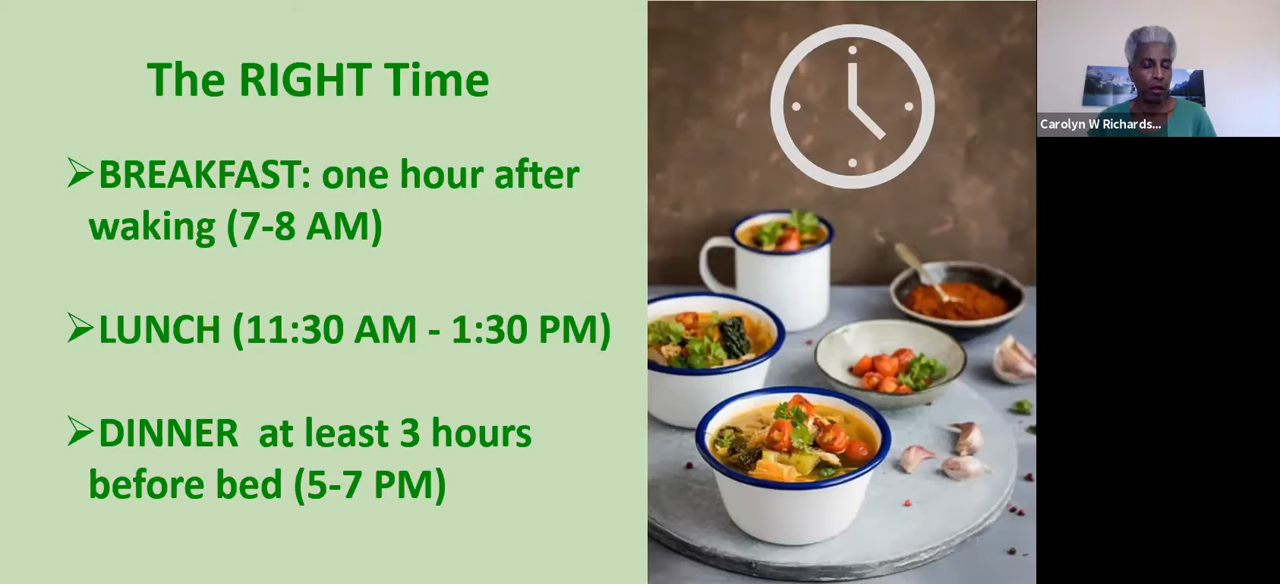 The RIGHT Time
➢BREAKFAST: one hour after
waking (7-8 AM)
➢LUNCH (11:30 AM - 1:30 PM)
➢DINNER at least 3 hours
before bed (5-7 PM)
Carolyn W Richards...